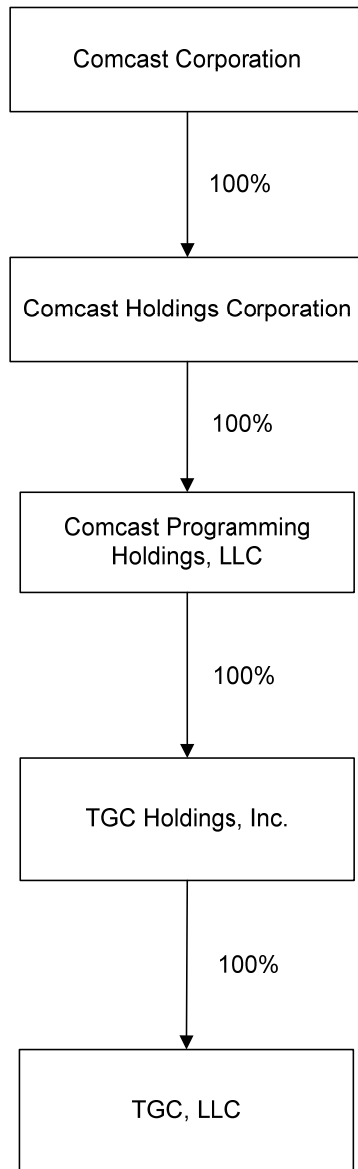 Comcast Corporation
100%
Comcast Holdings Corporation
100%
Comcast Programming
Holdings, LLC
100%
TGC Holdings, Inc.
100%
TGC, LLC